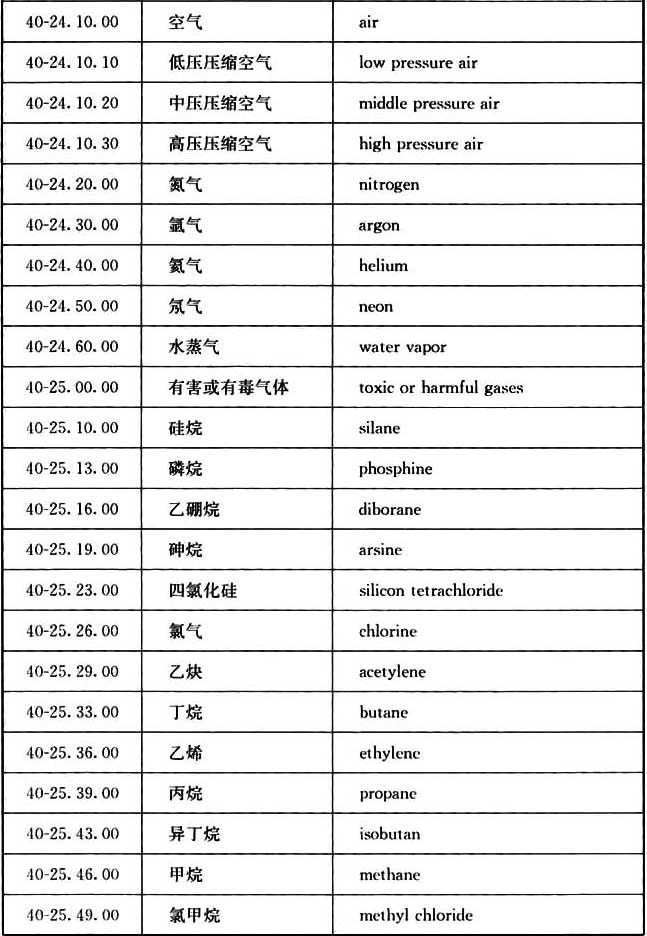 40-24.10.00 空气 air
40-24.10.10 低压压缩空气 low pressure air
40-24.10.20 中压压缩空气 middle pressure air
40-24.10.30 高压压缩空气 high pressure air
40-24.20.00 氮气 nitrogen
40-24.30.00 氩气 argon
40-24.40.00 氦气 helium
40-24.50.00 氖气 neon
40-24.60.00 水蒸气 water vapor
40-25.00.00 有害或有毒气体 toxic or harmful gases
40-25.10.00 硅烷 silane
40-25.13.00 磷烷 phosphine
40-25.16.00 乙硼烷 diborane
40-25.19.00 砷烷 arsine
40-25.23.00 四氯化硅 silicon tetrachloride
40-25.26.00 氯气 chlorine
40-25.29.00 乙炔 acetylene
40-25.33.00 丁烷 butane
40-25.36.00 乙烯 ethylene
40-25.39.00 丙烷 propane
40-25.43.00 异丁烷 isobutan
40-25.46.00 甲烷 methane
40-25.49.00 氯甲烷 methyl chloride